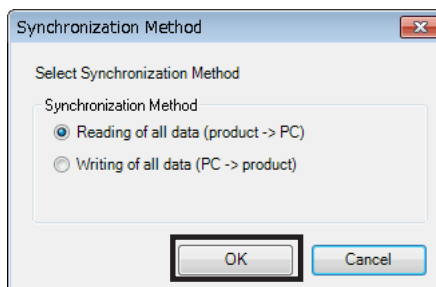 Synchronization Method
Select Synchronization Method
Synchronization Method
Reading of all data (product -> PC)
Writing of all data (PC -> product)
OK
Cancel